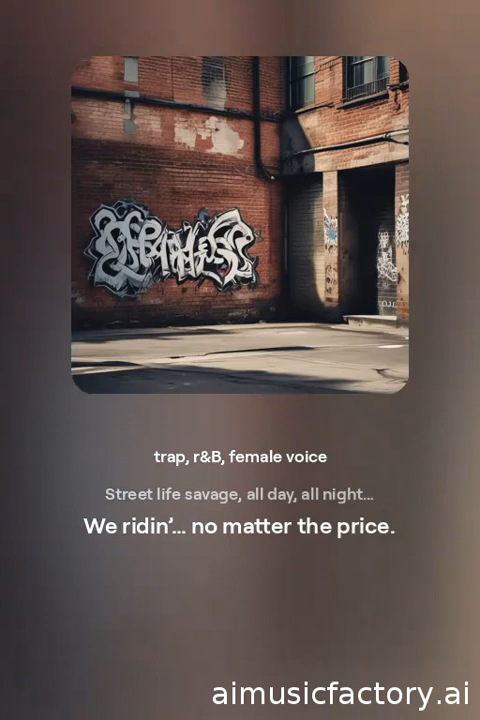 trap, r&B, female voice
Street life savage, all day, all night...
We ridin'... no matter the price.
aimusicfactory.ai